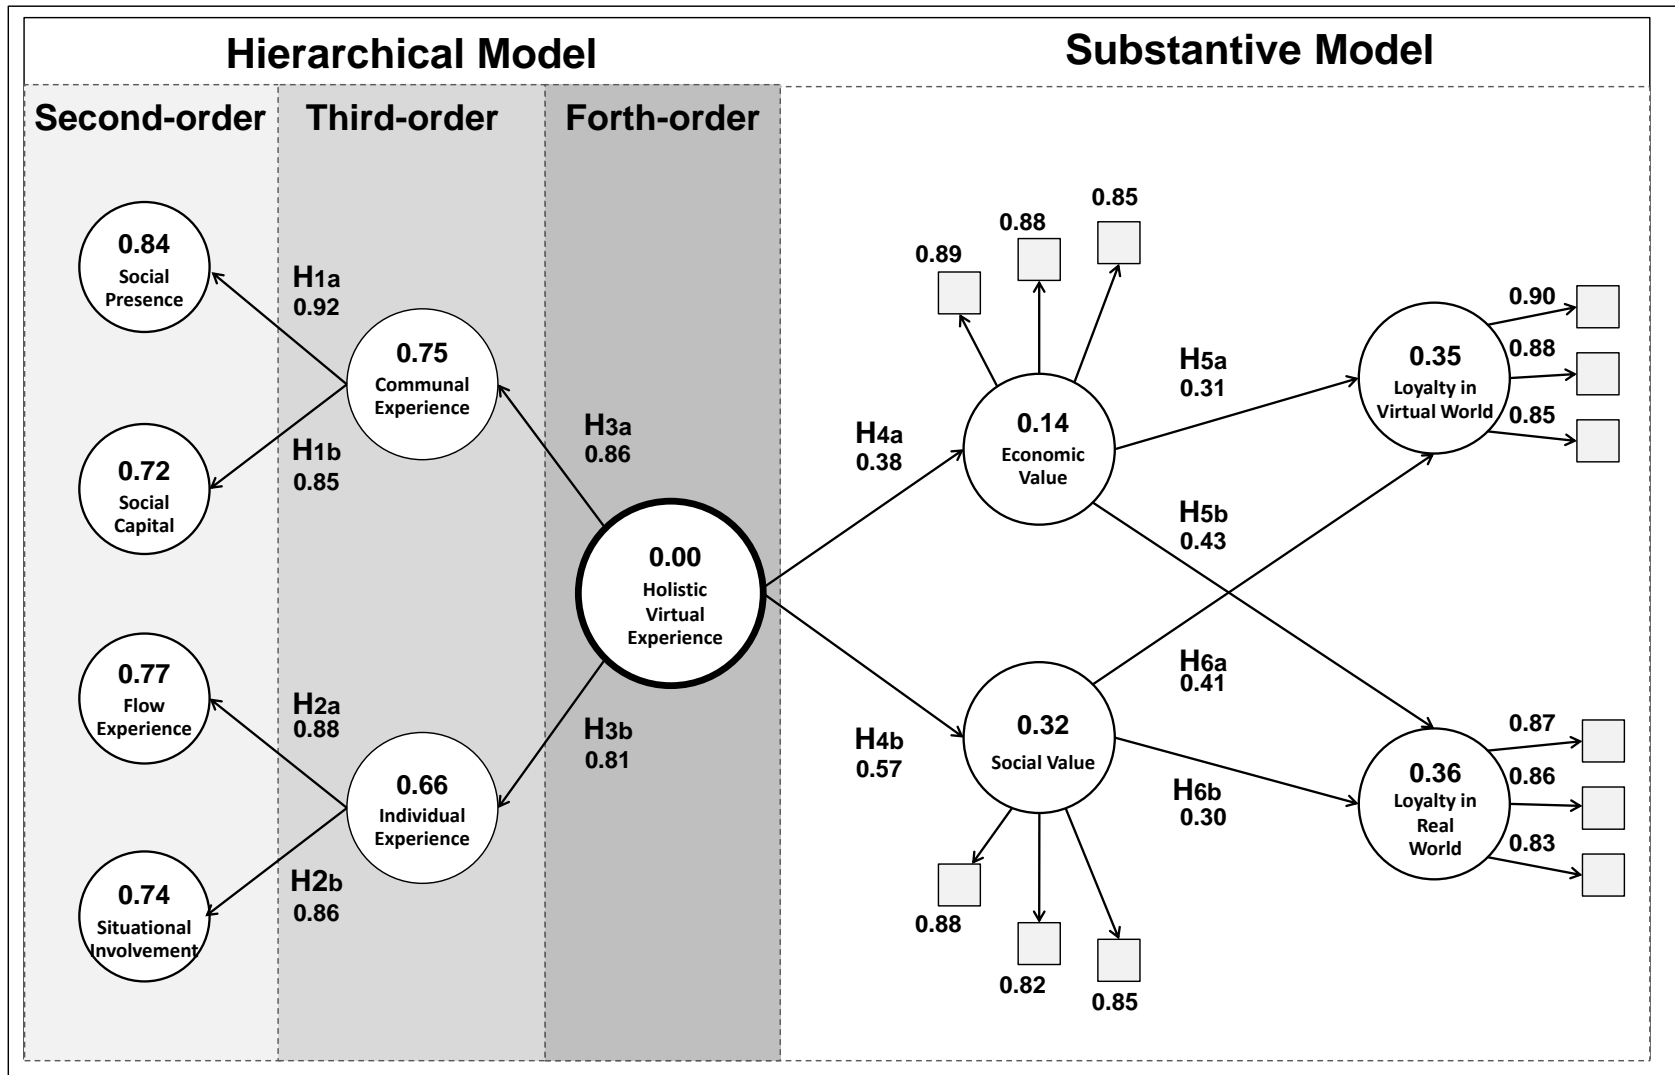 Hierarchical Model
Substantive Model
Second-order
Third-order
Forth-order
0.84
Social
Presence
H1a
0.92
0.75
Communal
Experience
H1b
0.85
0.72
Social
Capital
H3a
0.86
0.00
Holistic
Virtual
Experience
0.77
Flow
Experience
H2a
0.88
H3b
0.81
0.66
Individual
Experience
H2b
0.86
0.74
Situational
Involvement
H4a
0.38
H4b
0.57
0.89
0.88
0.85
0.14
Economic
Value
H5a
0.31
H5b
0.43
0.35
Loyalty in
Virtual World
0.90
0.88
0.85
0.32
Social Value
H6a
0.41
H6b
0.30
0.88
0.82
0.85
0.36
Loyalty in
Real
World
0.87
0.86
0.83